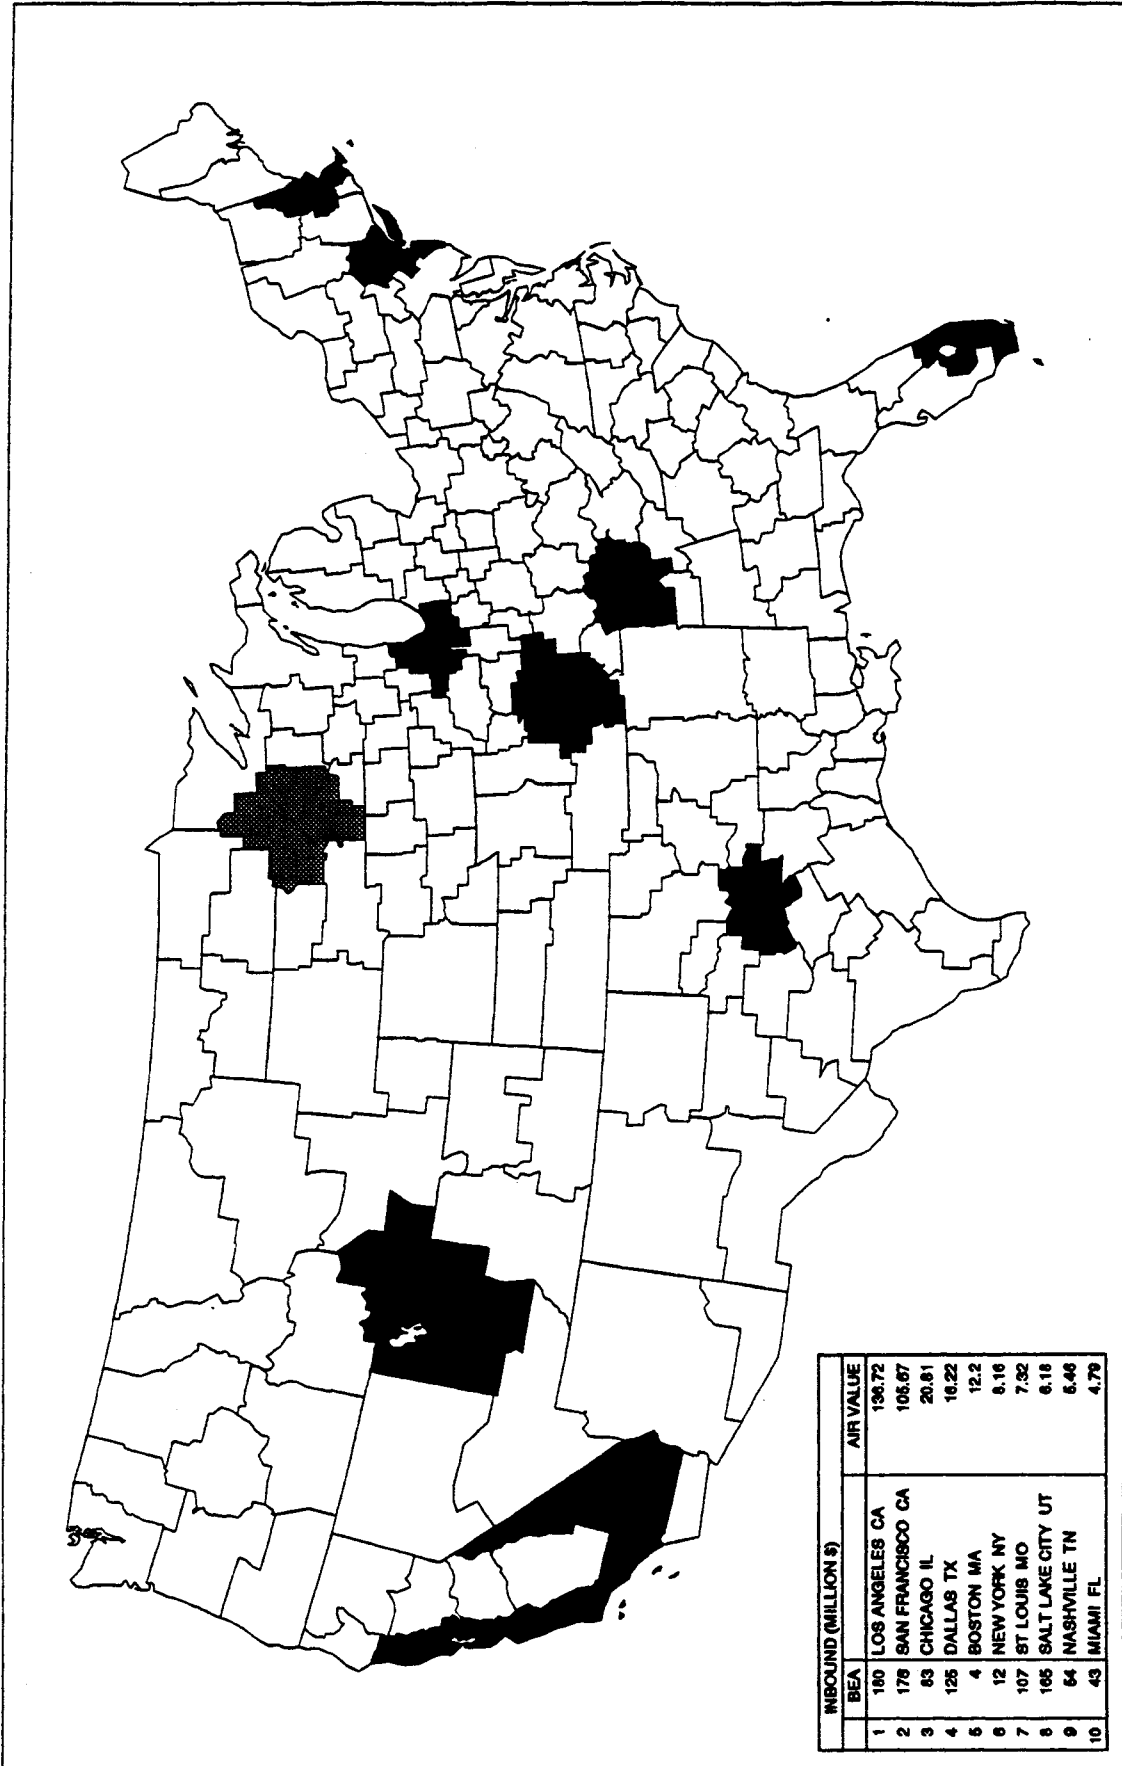 INBOUND (MILLION $)
BEA AIR VALUE
1 180 LOS ANGELES CA 136.72
2 176 SAN FRANCISCO CA 105.67
3 83 CHICAGO IL 20.81
4 125 DALLAS TX 16.22
5 4 BOSTON MA 12.2
6 12 NEW YORK NY 8.16
7 107 ST LOUIS MO 7.32
8 165 SALT LAKE CITY UT 6.18
9 54 NASHVILLE TN 5.46
10 43 MIAMI FL 4.79